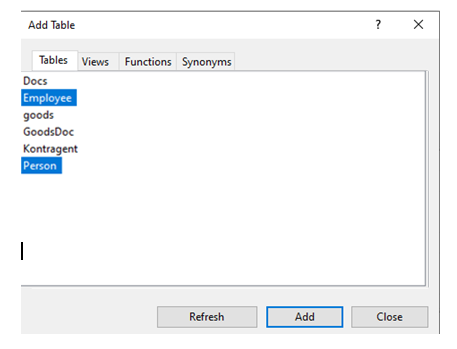 Add Table ? ×
Tables Views Functions Synonyms
Docs
Employee
goods
GoodsDoc
Kontragent
Person
Refresh Add Close